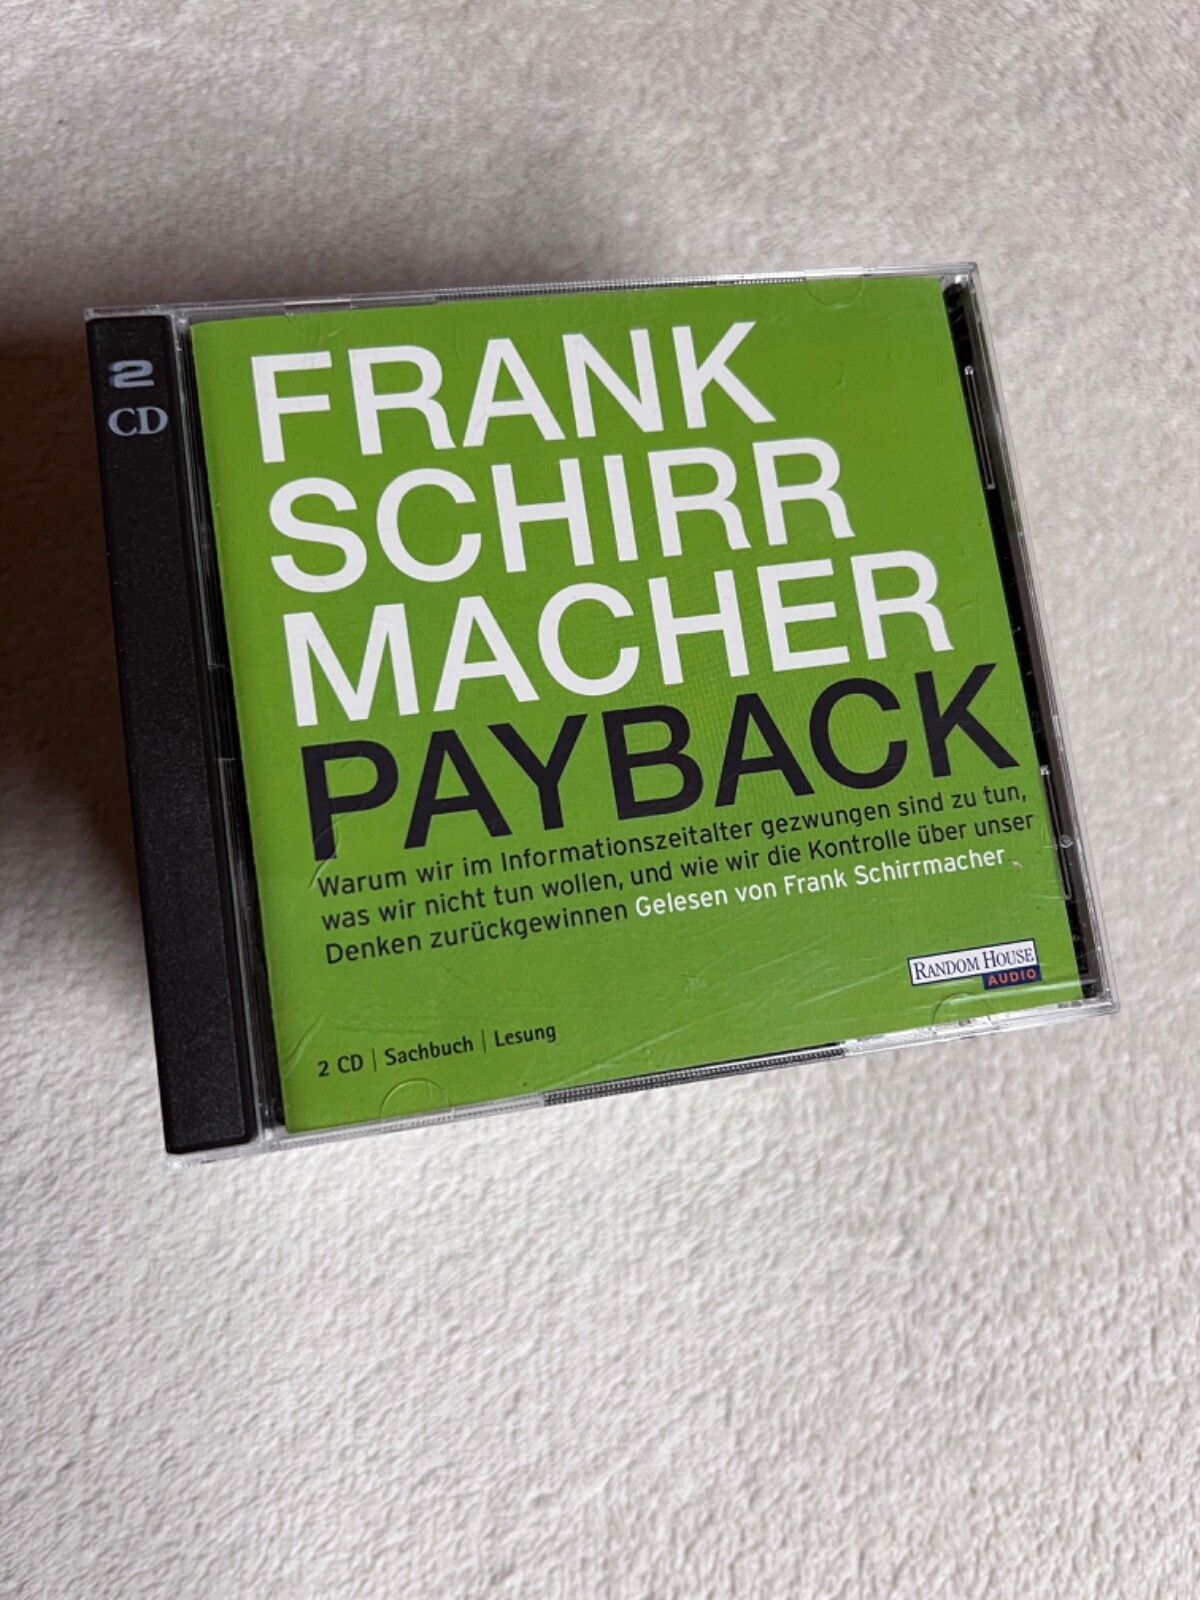 2
CD
FRANK
SCHIRR
MACHER
PAYBACK
Warum wir im Informationszeitalter gezwungen sind zu tun,
was wir nicht tun wollen, und wie wir die Kontrolle über unser
Denken zurückgewinnen Gelesen von Frank Schirrmacher
RANDOM HOUSE
AUDIO
2 CD | Sachbuch | Lesung